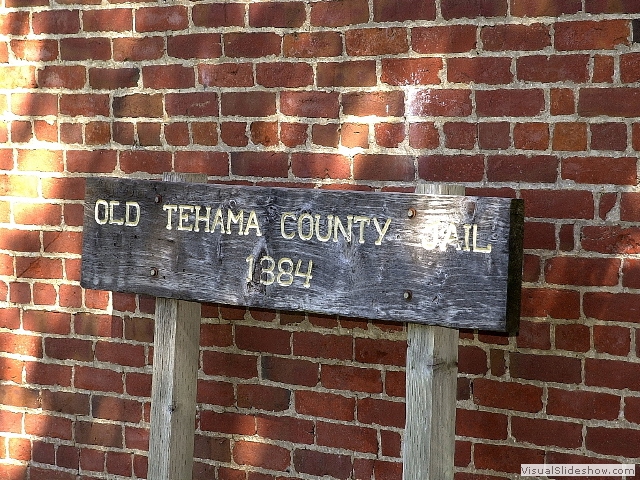 OLD TEHAMA COUNTY JAIL
1884
VisualSlideshow.com